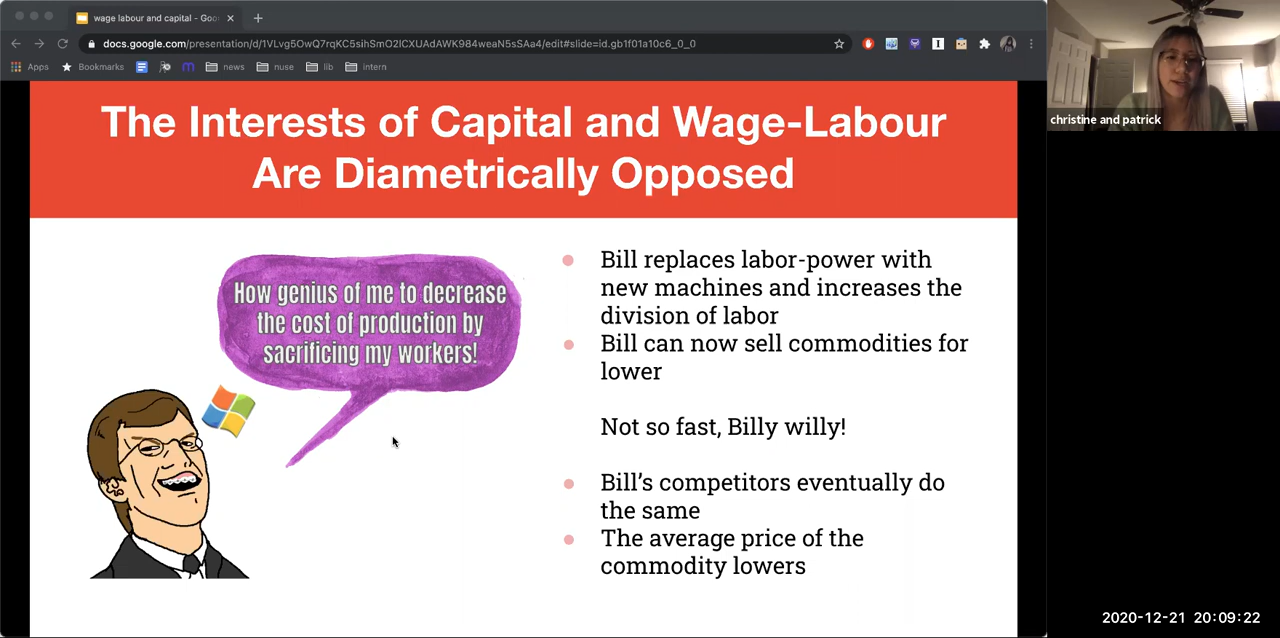 wage labour and capital - Goo
docs.google.com/presentation/d/1VLvg5OwQ7rqKC5sihSmO2ICXUAdAWK984weaN5sSAa4/edit#slide=id.gb1f01a10c6_0_0
Apps Bookmarks news nuse lib intern
christine and patrick
The Interests of Capital and Wage-Labour
Are Diametrically Opposed
How genius of me to decrease
the cost of production by
sacrificing my workers!
Bill replaces labor-power with
new machines and increases the
division of labor
Bill can now sell commodities for
lower
Not so fast, Billy willy!
Bill's competitors eventually do
the same
The average price of the
commodity lowers
2020-12-21 20:09:22